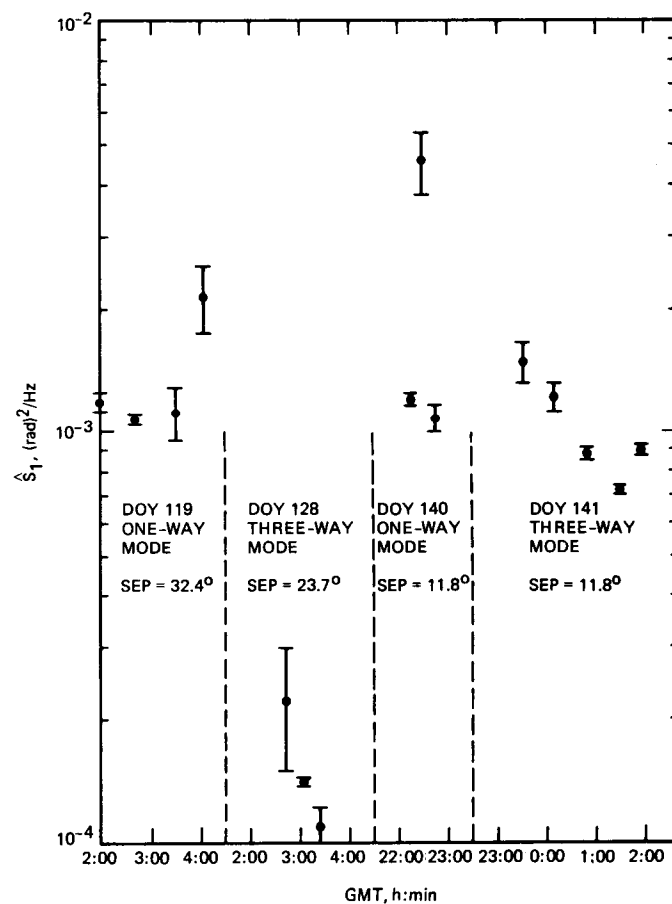 10⁻²
Ŝ₁, (rad)²/Hz
10⁻³
DOY 119
ONE-WAY
MODE
SEP = 32.4°
DOY 128
THREE-WAY
MODE
SEP = 23.7°
DOY 140
ONE-WAY
MODE
SEP = 11.8°
DOY 141
THREE-WAY
MODE
SEP = 11.8°
10⁻⁴
2:00 3:00 4:00 2:00 3:00 4:00 22:00 23:00 23:00 0:00 1:00 2:00
GMT, h:min